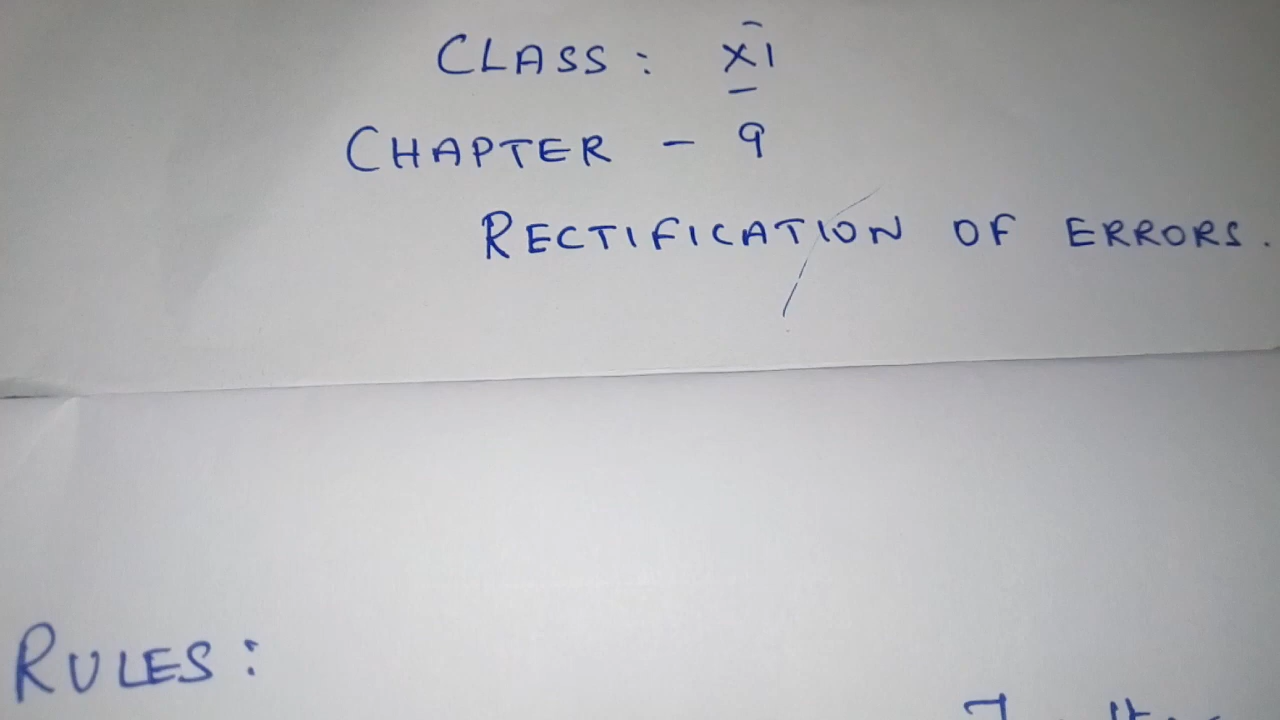 CLASS : XI
CHAPTER - 9
RECTIFICATION OF ERRORS.
RULES :